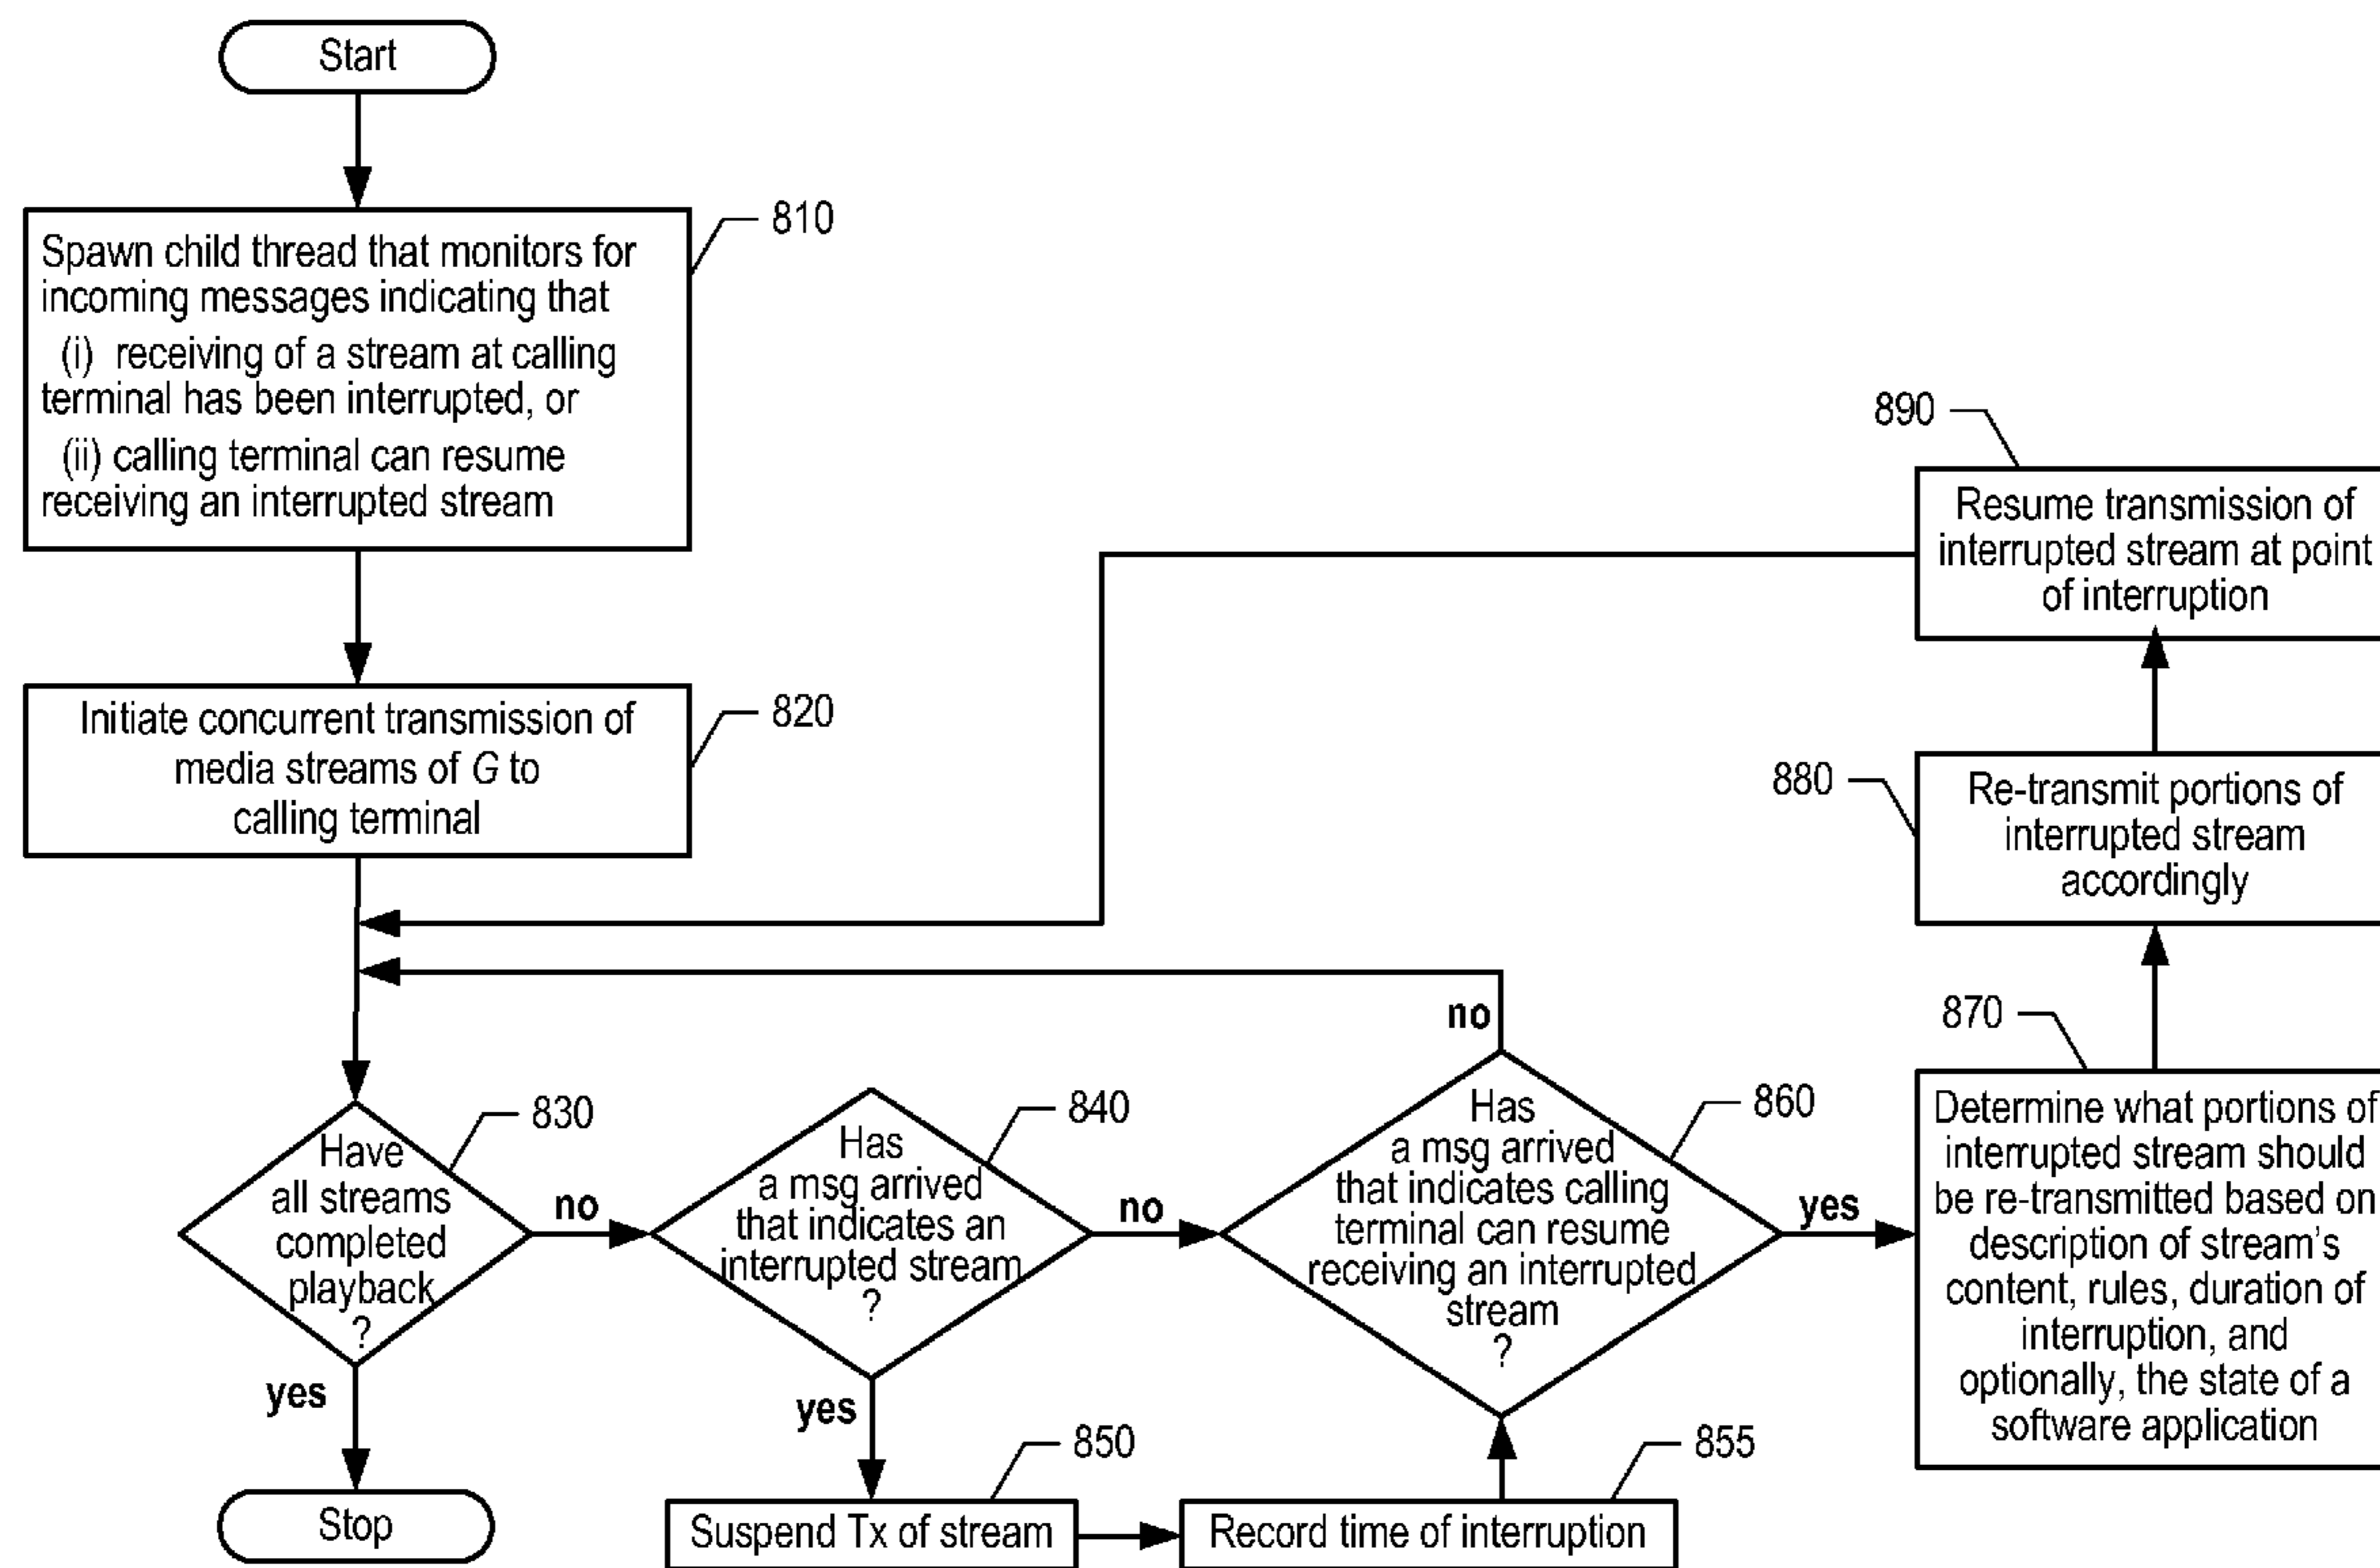 Start
810
Spawn child thread that monitors for
incoming messages indicating that
(i) receiving of a stream at calling
terminal has been interrupted, or
(ii) calling terminal can resume
receiving an interrupted stream
820
Initiate concurrent transmission of
media streams of G to
calling terminal
830
Have
all streams
completed
playback
?
no
yes
Stop
840
Has
a msg arrived
that indicates an
interrupted stream
?
no
yes
850
Suspend Tx of stream
855
Record time of interruption
860
Has
a msg arrived
that indicates calling
terminal can resume
receiving an interrupted
stream
?
no
yes
870
Determine what portions of
interrupted stream should
be re-transmitted based on
description of stream's
content, rules, duration of
interruption, and
optionally, the state of a
software application
880
Re-transmit portions of
interrupted stream
accordingly
890
Resume transmission of
interrupted stream at point
of interruption